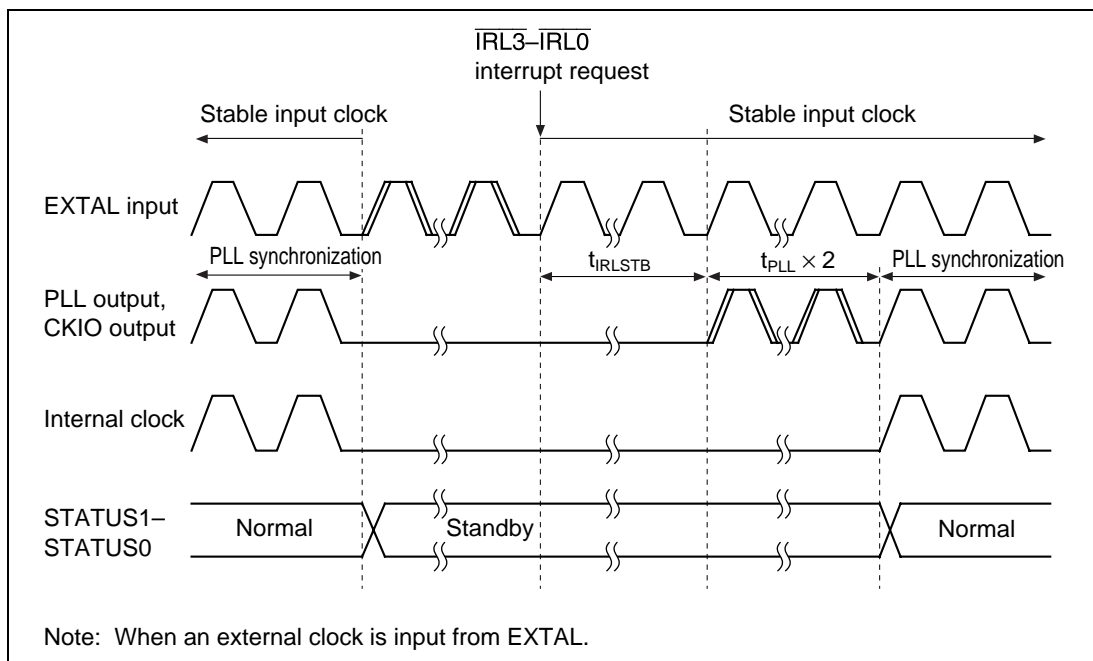 IRL3–IRL0
interrupt request
Stable input clock
Stable input clock
EXTAL input
PLL synchronization
tIRLSTB
tPLL × 2
PLL synchronization
PLL output,
CKIO output
Internal clock
STATUS1–
STATUS0
Normal
Standby
Normal
Note: When an external clock is input from EXTAL.